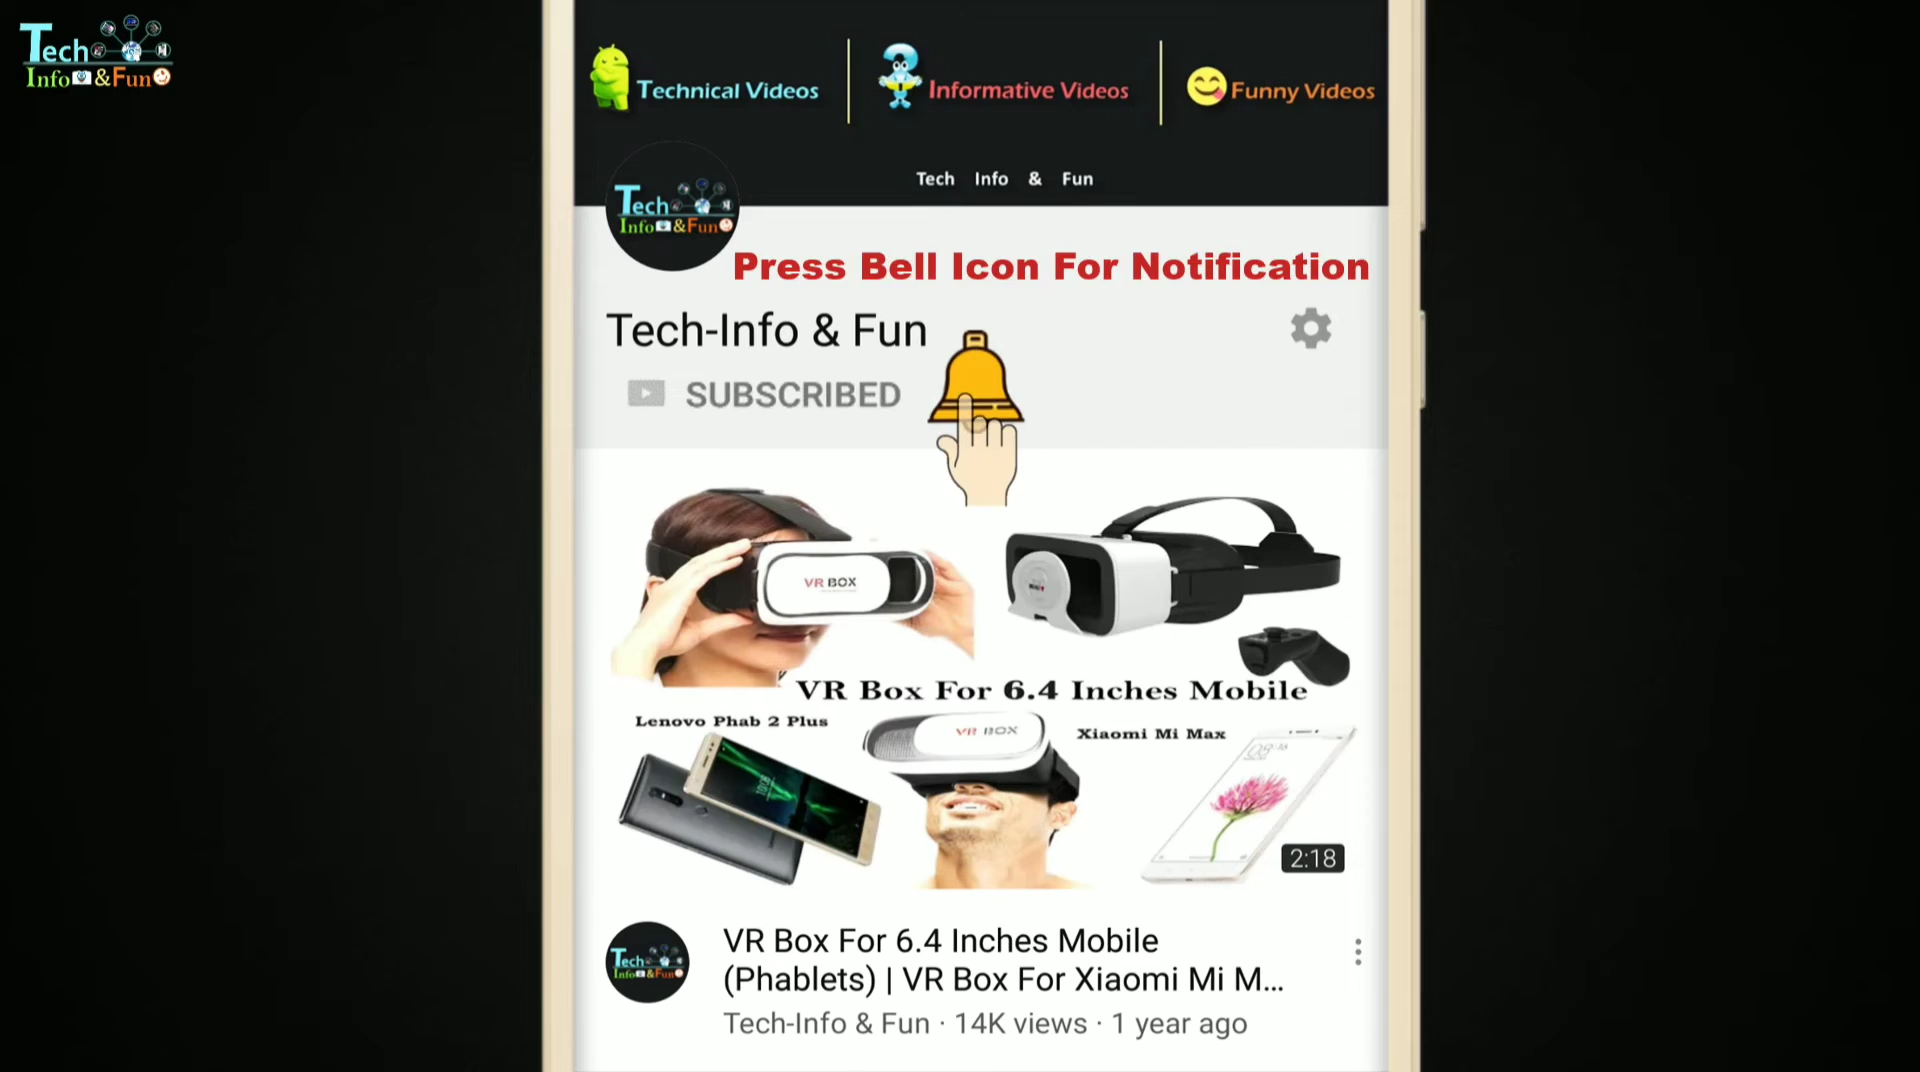 Tech
Info & Fun
Technical Videos
Informative Videos
Funny Videos
Tech Info & Fun
Tech
Info & Fun
Press Bell Icon For Notification
Tech-Info & Fun
SUBSCRIBED
VR BOX
VR Box For 6.4 Inches Mobile
Lenovo Phab 2 Plus
VR BOX
Xiaomi Mi Max
2:18
Tech
Info & Fun
VR Box For 6.4 Inches Mobile
(Phablets) | VR Box For Xiaomi Mi M...
Tech-Info & Fun · 14K views · 1 year ago